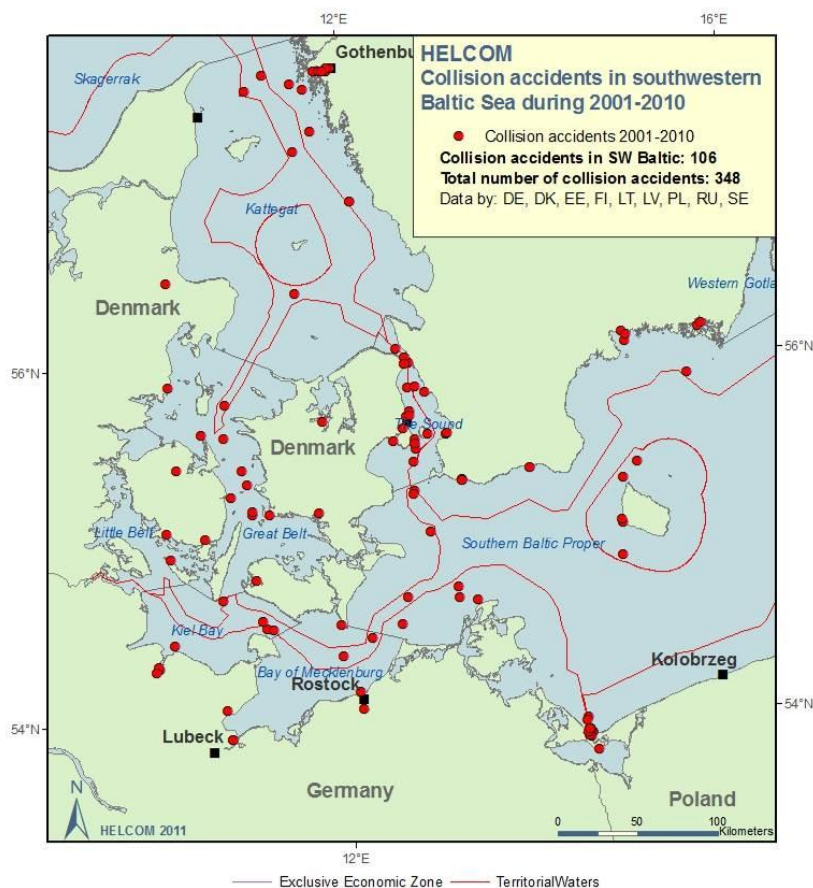 12°E
16°E
Skagerrak
Gothenbu
HELCOM
Collision accidents in southwestern
Baltic Sea during 2001-2010
Collision accidents 2001-2010
Collision accidents in SW Baltic: 106
Total number of collision accidents: 348
Data by: DE, DK, EE, FI, LT, LV, PL, RU, SE
Kattegat
Western Gotla
Denmark
56°N
56°N
Denmark
The Sound
Little Belt
Great Belt
Southern Baltic Proper
Kiel Bay
Bay of Mecklenburg
Kolobrzeg
Rostock
54°N
54°N
Lubeck
Germany
Poland
N
HELCOM 2011
0
50
100
Kilometers
12°E
Exclusive Economic Zone
TerritorialWaters